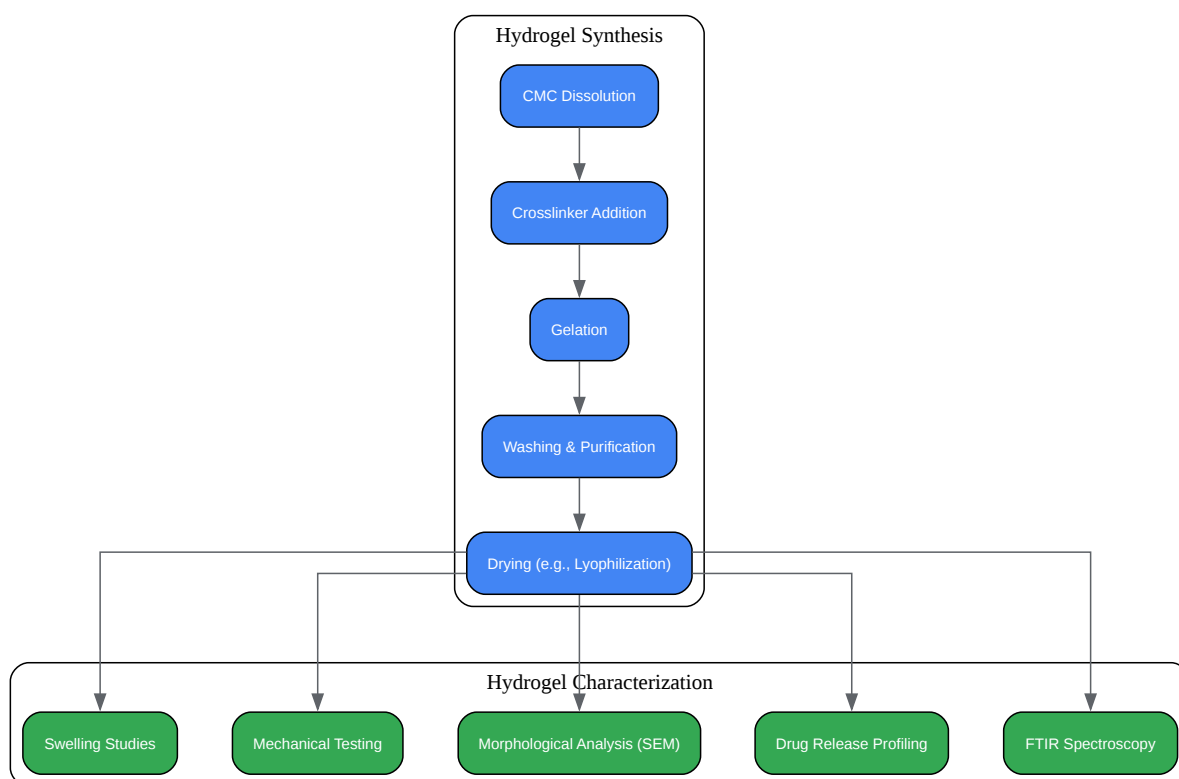 Hydrogel Synthesis
CMC Dissolution
Crosslinker Addition
Gelation
Washing & Purification
Drying (e.g., Lyophilization)
Hydrogel Characterization
Swelling Studies
Mechanical Testing
Morphological Analysis (SEM)
Drug Release Profiling
FTIR Spectroscopy